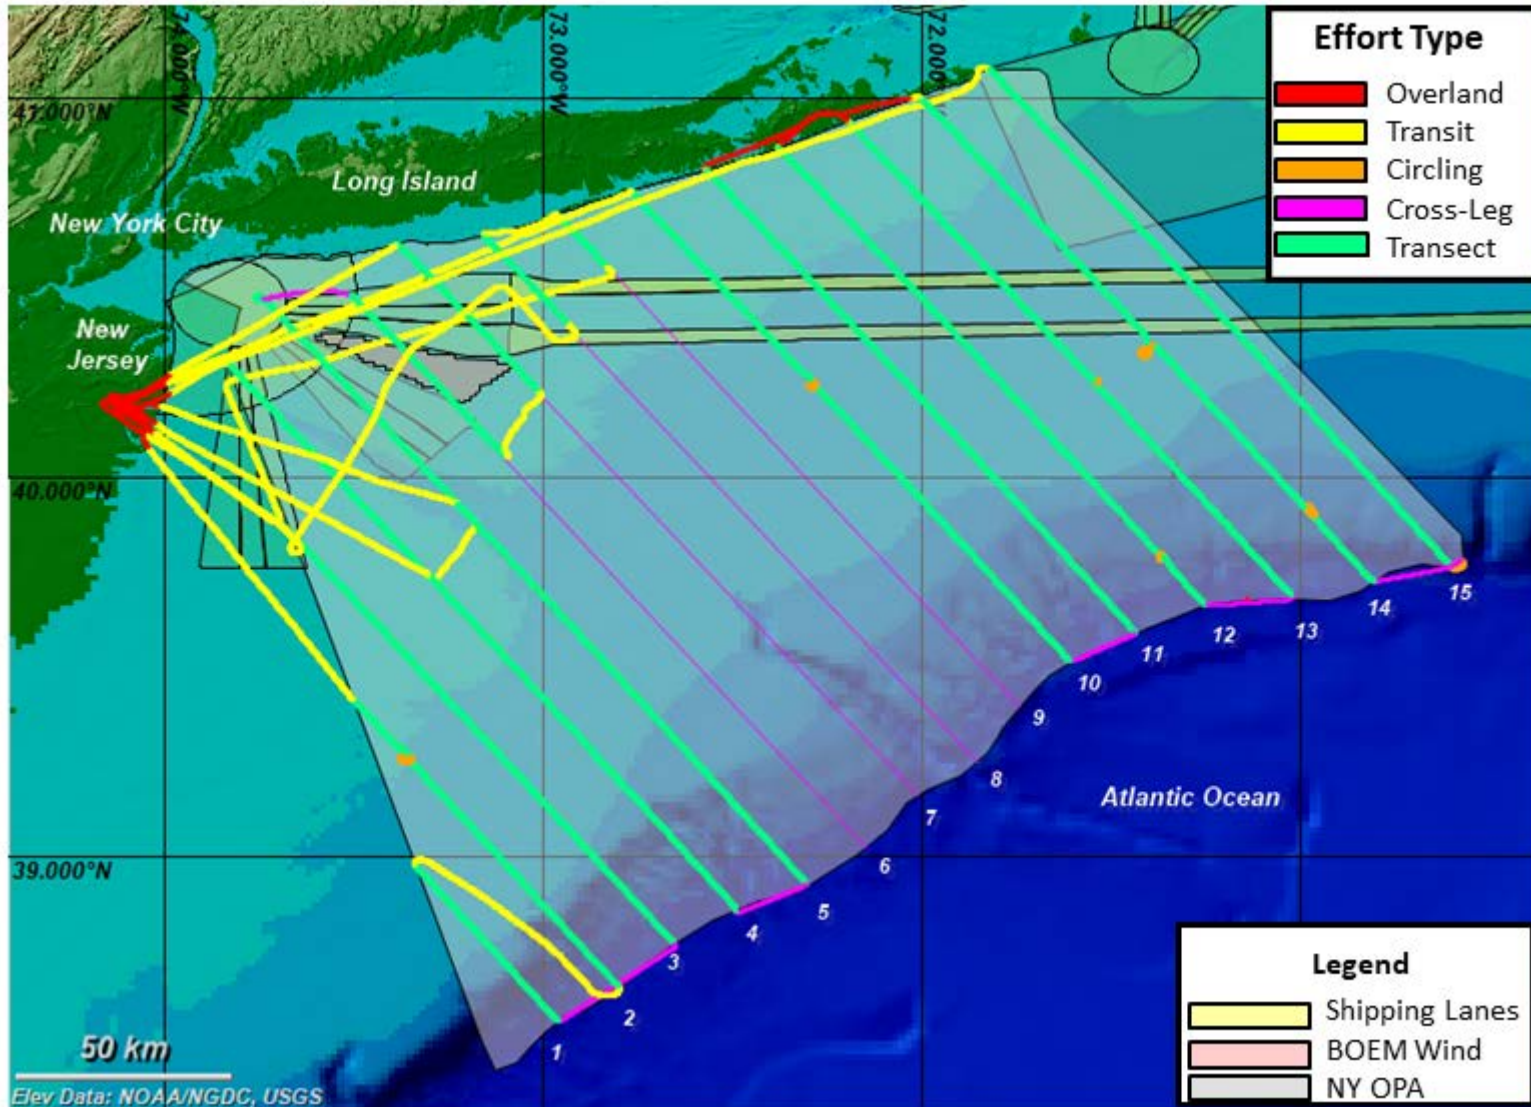 74.000°W
73.000°W
72.000°
41.000°N
Long Island
New York City
New
Jersey
40.000°N
39.000°N
Atlantic Ocean
1
2
3
4
5
6
7
8
9
10
11
12
13
14
15
50 km
Elev Data: NOAA/NGDC, USGS
Effort Type
Overland
Transit
Circling
Cross-Leg
Transect
Legend
Shipping Lanes
BOEM Wind
NY OPA